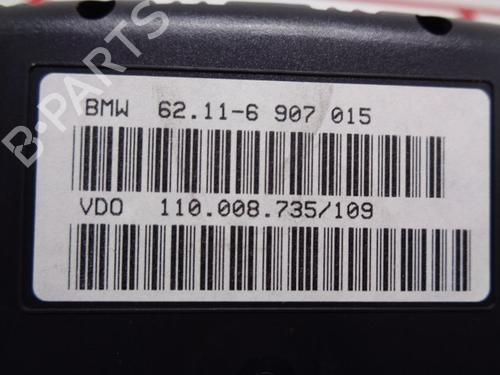 BMW 62.11-6 907 015
VDO 110.008.735/109
B-PARTS